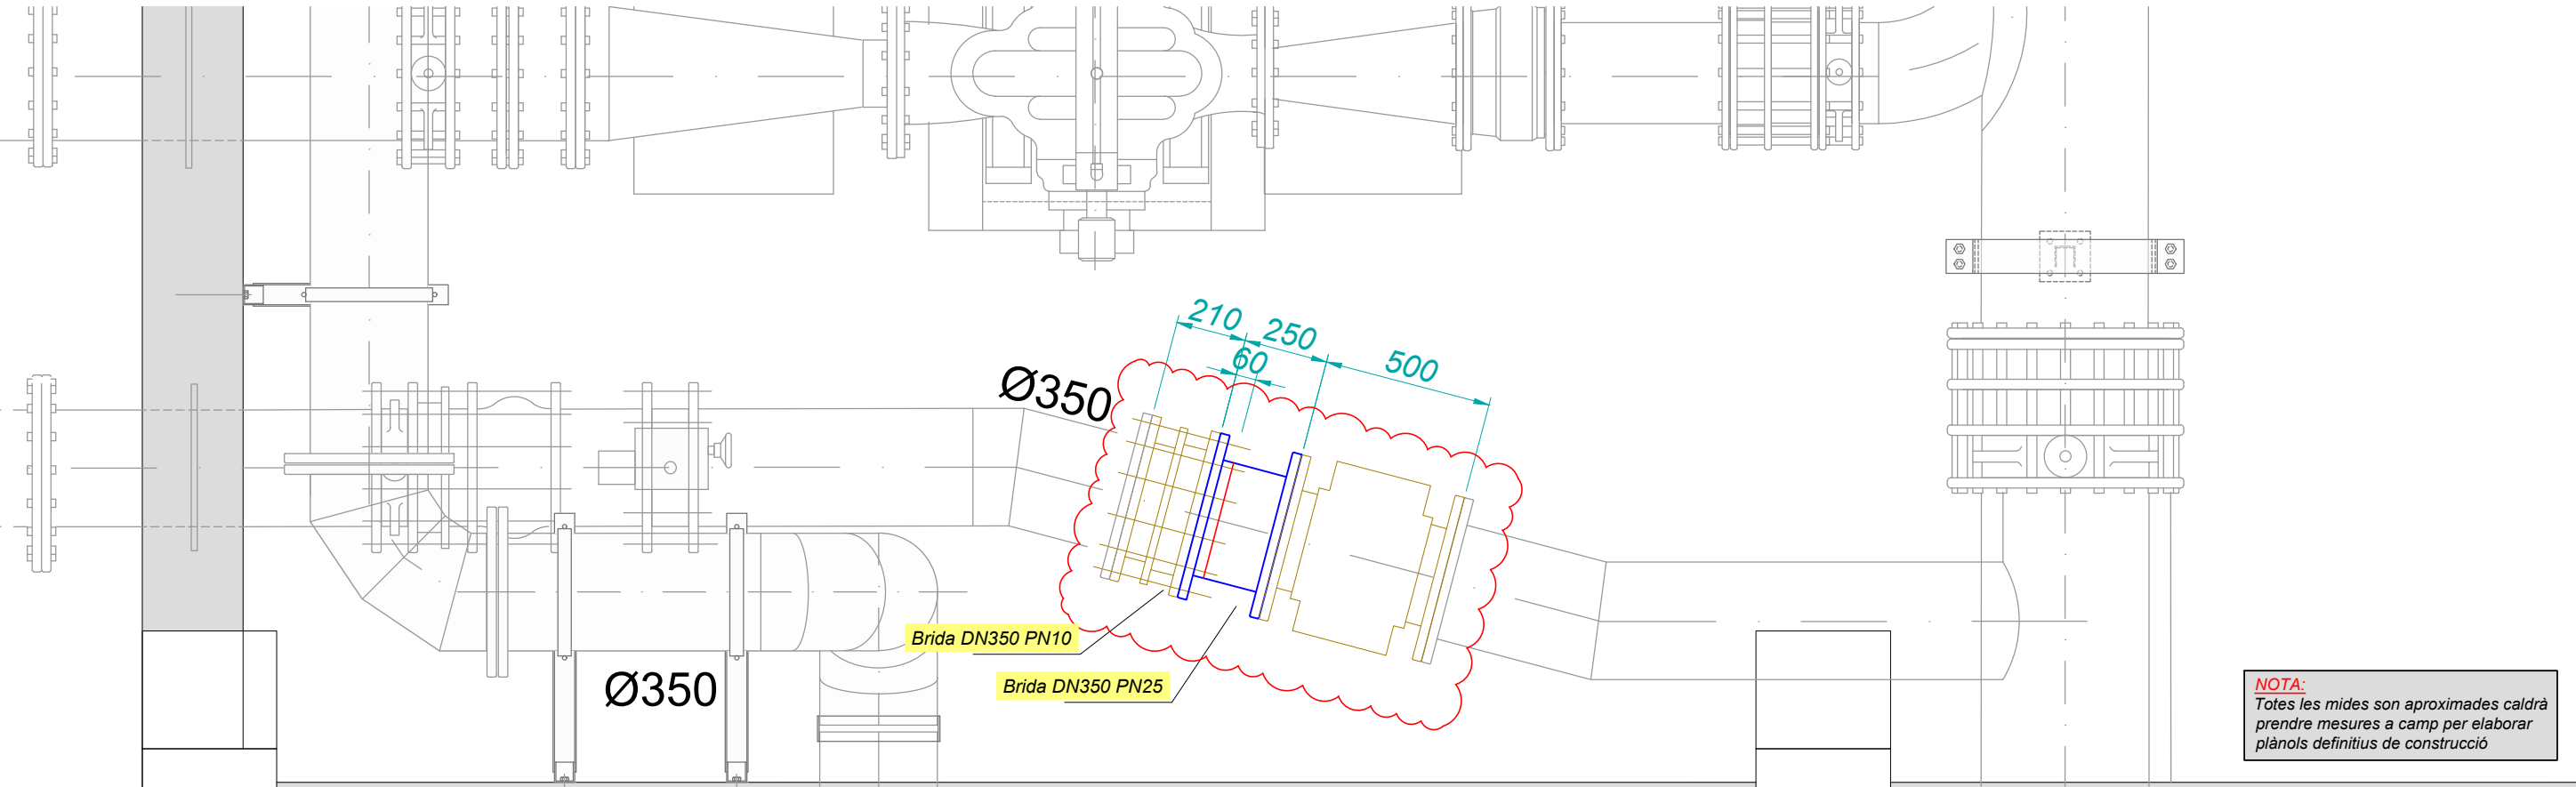 210
250
60
500
Ø350
Brida DN350 PN10
Brida DN350 PN25
Ø350
NOTA:
Totes les mides son aproximades caldrà
prendre mesures a camp per elaborar
plànols definitius de construcció